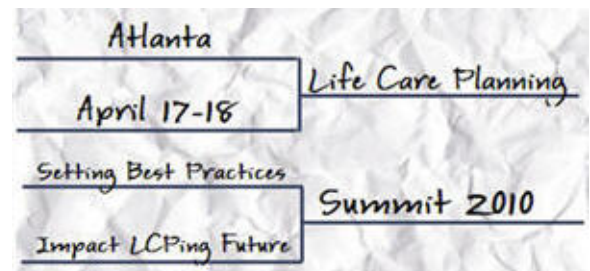 Atlanta
Life Care Planning
April 17-18
Setting Best Practices
Summit 2010
Impact LCPing Future